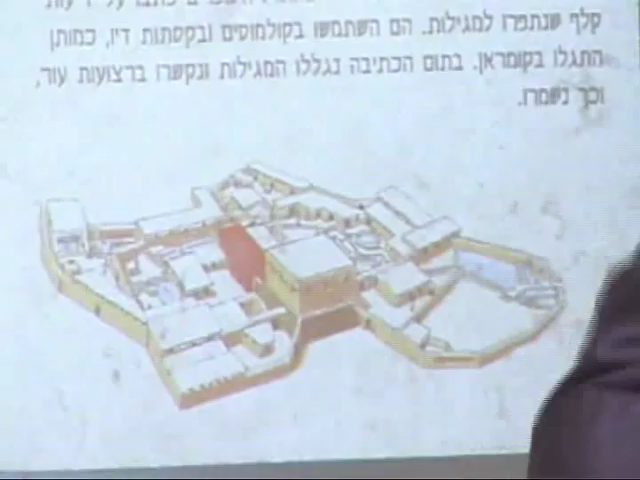 קלף שנתפרו למגילות. הם השתמשו בקולמוסים ובקסתות דיו, כמותן
התגלו בקומראן. בתום הכתיבה נגללו המגילות ונקשרו ברצועות עור,
וכך נשמרו.